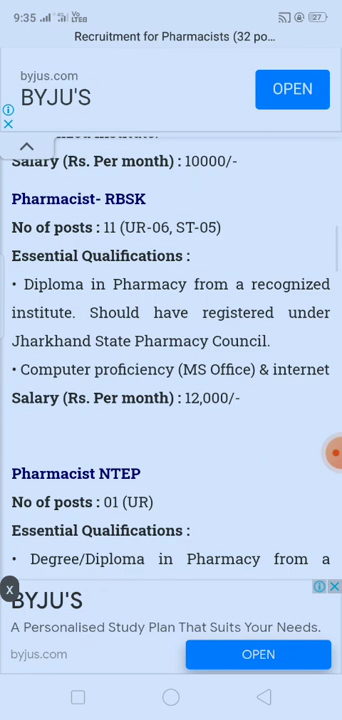 9:35
Vo
LTEB
27
Recruitment for Pharmacists (32 po...
byjus.com
BYJU'S
OPEN
Salary (Rs. Per month) : 10000/-
Pharmacist- RBSK
No of posts : 11 (UR-06, ST-05)
Essential Qualifications :
• Diploma in Pharmacy from a recognized
institute. Should have registered under
Jharkhand State Pharmacy Council.
• Computer proficiency (MS Office) & internet
Salary (Rs. Per month) : 12,000/-
Pharmacist NTEP
No of posts : 01 (UR)
Essential Qualifications :
• Degree/Diploma in Pharmacy from a
X
BYJU'S
A Personalised Study Plan That Suits Your Needs.
byjus.com
OPEN